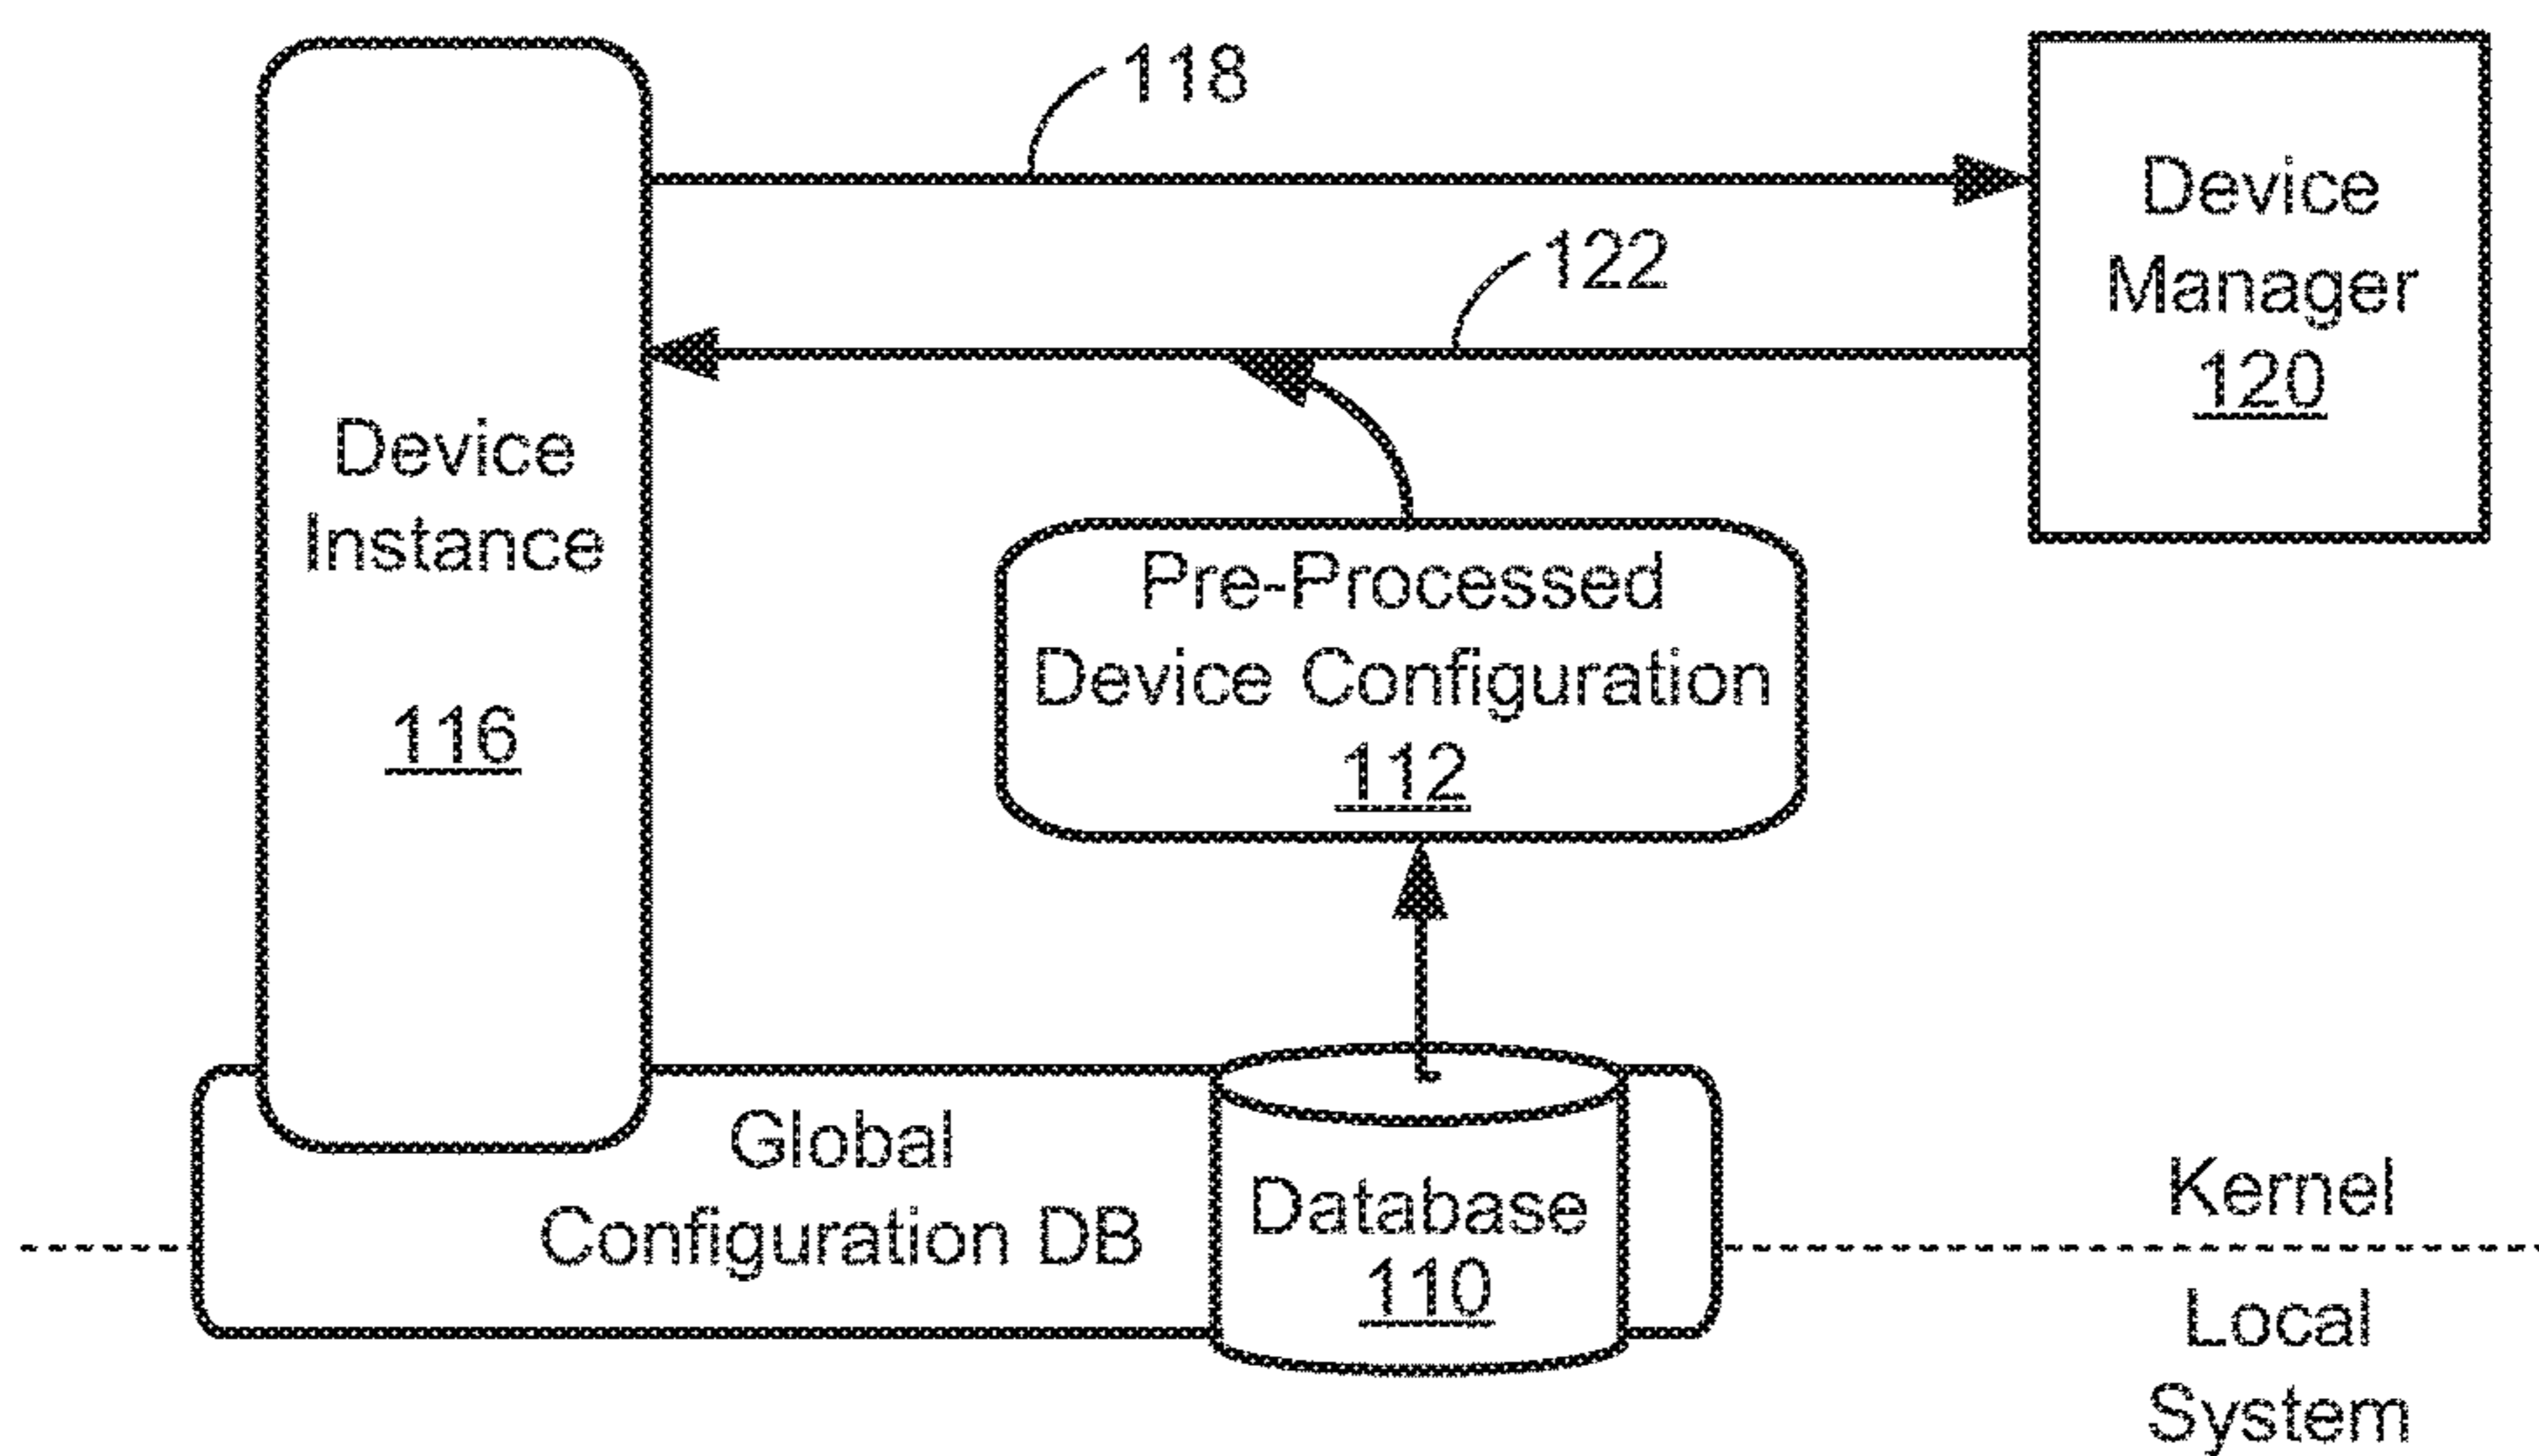 118
Device
Manager
120
122
Device
Instance
116
Pre-Processed
Device Configuration
112
Global
Configuration DB
Database
110
Kernel
Local
System